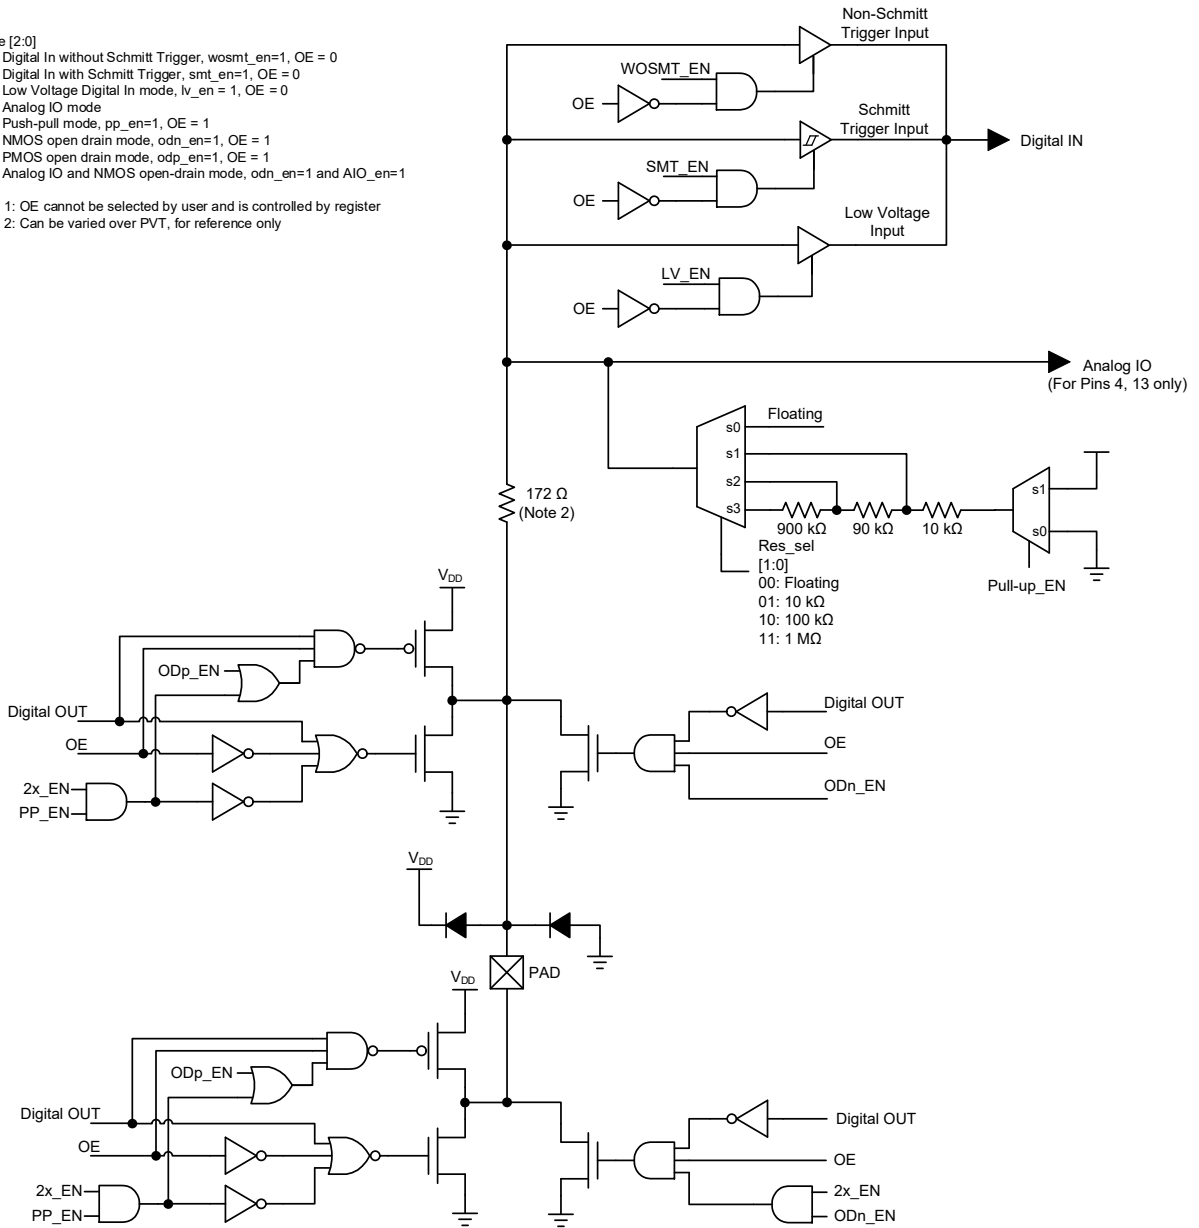 e [2:0]
Digital In without Schmitt Trigger, wosmt_en=1, OE = 0
Digital In with Schmitt Trigger, smt_en=1, OE = 0
Low Voltage Digital In mode, lv_en = 1, OE = 0
Analog IO mode
Push-pull mode, pp_en=1, OE = 1
NMOS open drain mode, odn_en=1, OE = 1
PMOS open drain mode, odp_en=1, OE = 1
Analog IO and NMOS open-drain mode, odn_en=1 and AIO_en=1
1: OE cannot be selected by user and is controlled by register
2: Can be varied over PVT, for reference only
Non-Schmitt
Trigger Input
WOSMT_EN
OE
Schmitt
Trigger Input
Digital IN
SMT_EN
OE
Low Voltage
Input
LV_EN
OE
Analog IO
(For Pins 4, 13 only)
Floating
s0
s1
s2
s3
172 Ω
(Note 2)
900 kΩ
90 kΩ
10 kΩ
s1
s0
Pull-up_EN
Res_sel
[1:0]
00: Floating
01: 10 kΩ
10: 100 kΩ
11: 1 MΩ
VDD
ODp_EN
Digital OUT
OE
2x_EN
PP_EN
Digital OUT
OE
ODn_EN
VDD
PAD
VDD
ODp_EN
Digital OUT
OE
2x_EN
PP_EN
Digital OUT
OE
2x_EN
ODn_EN